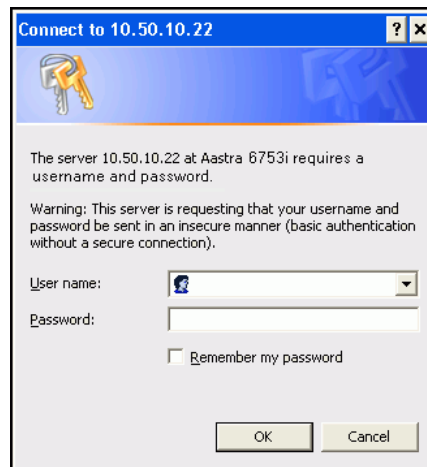 Connect to 10.50.10.22
The server 10.50.10.22 at Aastra 6753i requires a
username and password.
Warning: This server is requesting that your username and
password be sent in an insecure manner (basic authentication
without a secure connection).
User name:
Password:
Remember my password
OK
Cancel